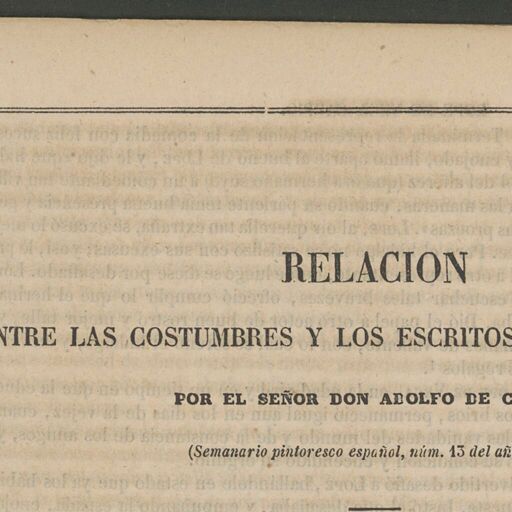 RELACION
NTRE LAS COSTUMBRES Y LOS ESCRITOS
POR EL SEÑOR DON ADOLFO DE C
(Semanario pintoresco español, núm. 13 del añ